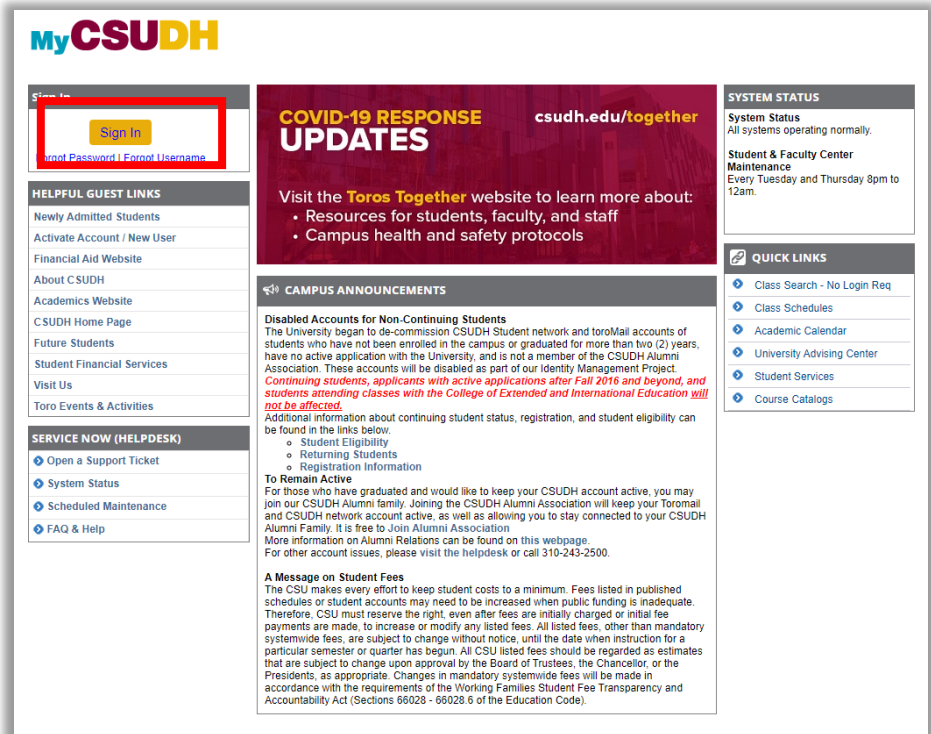 MyCSUDH
Sign In
Sign In
Forgot Password | Forgot Username
HELPFUL GUEST LINKS
Newly Admitted Students
Activate Account / New User
Financial Aid Website
About CSUDH
Academics Website
CSUDH Home Page
Future Students
Student Financial Services
Visit Us
Toro Events & Activities
SERVICE NOW (HELPDESK)
Open a Support Ticket
System Status
Scheduled Maintenance
FAQ & Help
COVID-19 RESPONSE
UPDATES
csudh.edu/together
Visit the Toros Together website to learn more about:
• Resources for students, faculty, and staff
• Campus health and safety protocols
CAMPUS ANNOUNCEMENTS
Disabled Accounts for Non-Continuing Students
The University began to de-commission CSUDH Student network and toroMail accounts of
students who have not been enrolled in the campus or graduated for more than two (2) years,
have no active application with the University, and is not a member of the CSUDH Alumni
Association. These accounts will be disabled as part of our Identity Management Project.
Continuing students, applicants with active applications after Fall 2016 and beyond, and
students attending classes with the College of Extended and International Education will
not be affected.
Additional information about continuing student status, registration, and student eligibility can
be found in the links below.
Student Eligibility
Returning Students
Registration Information
To Remain Active
For those who have graduated and would like to keep your CSUDH account active, you may
join our CSUDH Alumni family. Joining the CSUDH Alumni Association will keep your Toromail
and CSUDH network account active, as well as allowing you to stay connected to your CSUDH
Alumni Family. It is free to Join Alumni Association
More information on Alumni Relations can be found on this webpage.
For other account issues, please visit the helpdesk or call 310-243-2500.
A Message on Student Fees
The CSU makes every effort to keep student costs to a minimum. Fees listed in published
schedules or student accounts may need to be increased when public funding is inadequate.
Therefore, CSU must reserve the right, even after fees are initially charged or initial fee
payments are made, to increase or modify any listed fees. All listed fees, other than mandatory
systemwide fees, are subject to change without notice, until the date when instruction for a
particular semester or quarter has begun. All CSU listed fees should be regarded as estimates
that are subject to change upon approval by the Board of Trustees, the Chancellor, or the
Presidents, as appropriate. Changes in mandatory systemwide fees will be made in
accordance with the requirements of the Working Families Student Fee Transparency and
Accountability Act (Sections 66028 - 66028.6 of the Education Code).
SYSTEM STATUS
System Status
All systems operating normally.
Student & Faculty Center
Maintenance
Every Tuesday and Thursday 8pm to
12am.
QUICK LINKS
Class Search - No Login Req
Class Schedules
Academic Calendar
University Advising Center
Student Services
Course Catalogs